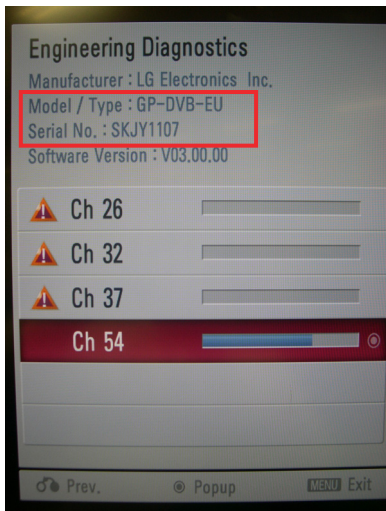 Engineering Diagnostics
Manufacturer : LG Electronics Inc.
Model / Type : GP-DVB-EU
Serial No. : SKJY1107
Software Version : V03.00.00
Ch 26
Ch 32
Ch 37
Ch 54
Prev. Popup MENU Exit